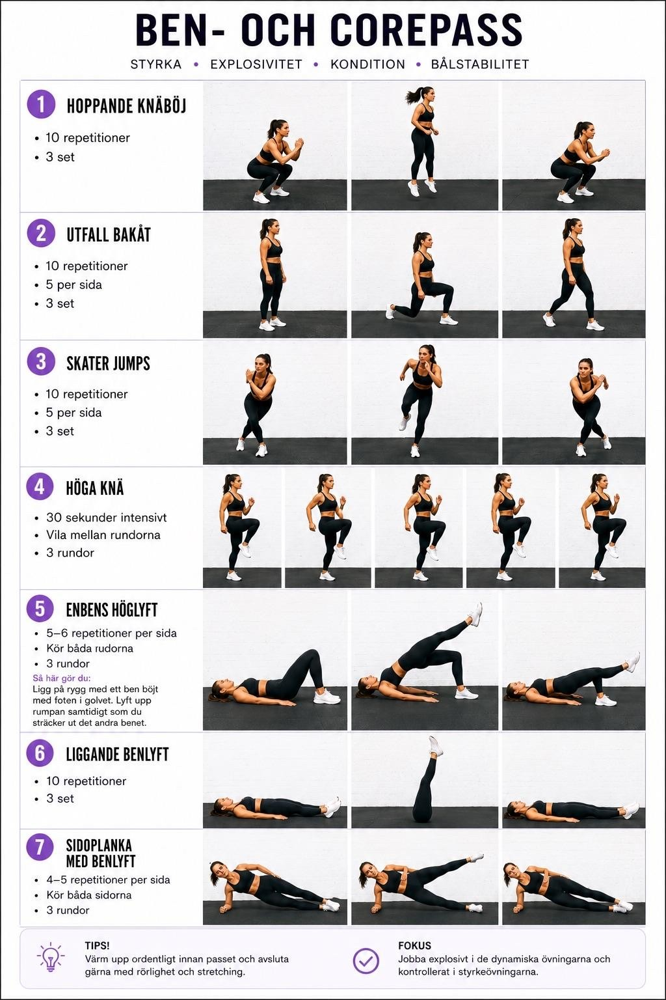 BEN- OCH COREPASS
STYRKA • EXPLOSIVITET • KONDITION • BÅLSTABILITET
1 HOPPANDE KNÄBÖJ
• 10 repetitioner
• 3 set
2 UTFALL BAKÅT
• 10 repetitioner
• 5 per sida
• 3 set
3 SKATER JUMPS
• 10 repetitioner
• 5 per sida
• 3 set
4 HÖGA KNÄ
• 30 sekunder intensivt
• Vila mellan rundorna
• 3 rundor
5 ENBENS HÖGLYFT
• 5–6 repetitioner per sida
• Kör båda rudorna
• 3 rundor
Så här gör du:
Ligg på rygg med ett ben böjt
med foten i golvet. Lyft upp
rumpan samtidigt som du
sträcker ut det andra benet.
6 LIGGANDE BENLYFT
• 10 repetitioner
• 3 set
7 SIDOPLANKA
MED BENLYFT
• 4–5 repetitioner per sida
• Kör båda sidorna
• 3 rundor
TIPS!
Värm upp ordentligt innan passet och avsluta
gärna med rörlighet och stretching.
FOKUS
Jobba explosivt i de dynamiska övningarna och
kontrollerat i styrkeövningarna.